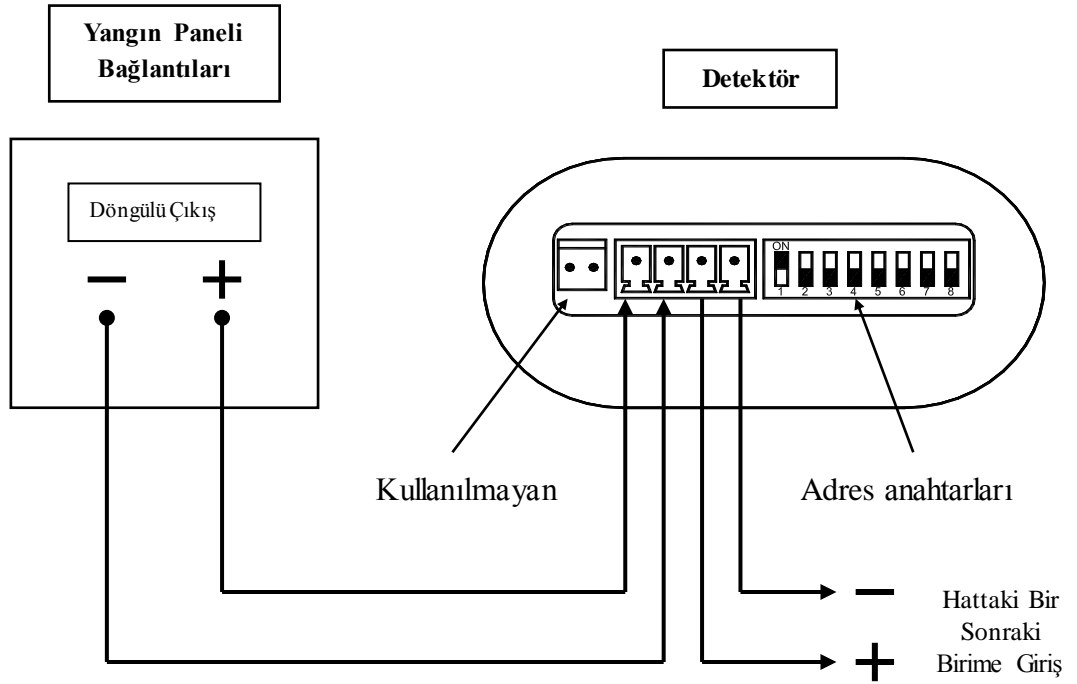 Yangın Paneli
Bağlantıları
Detektör
Döngülü Çıkış
− +
ON
1 2 3 4 5 6 7 8
Kullanılmayan
Adres anahtarları
−
Hattaki Bir
Sonraki
+ Birime Giriş